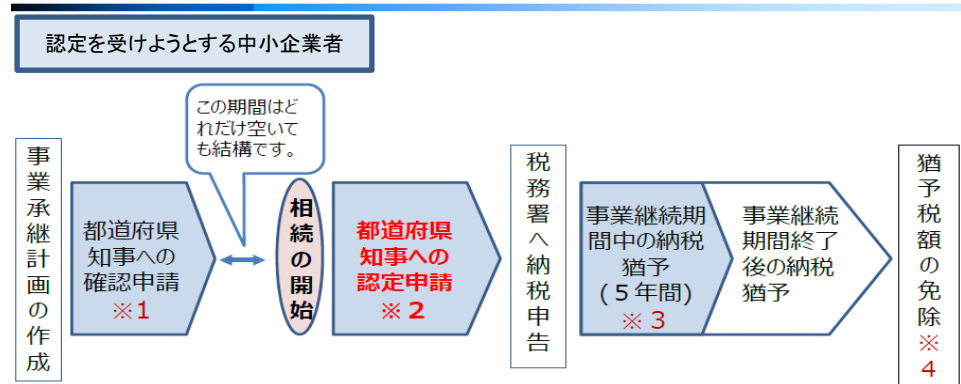 認定を受けようとする中小企業者
この期間はど
れだけ空いて
も結構です。
事業承継計画の作成
都道府県
知事への
確認申請
※1
相続の開始
都道府県
知事への
認定申請
※2
税務署へ納税申告
事業継続期
間中の納税
猶予
(5年間)
※3
事業継続
期間終了
後の納税
猶予
猶予税額の免除※4